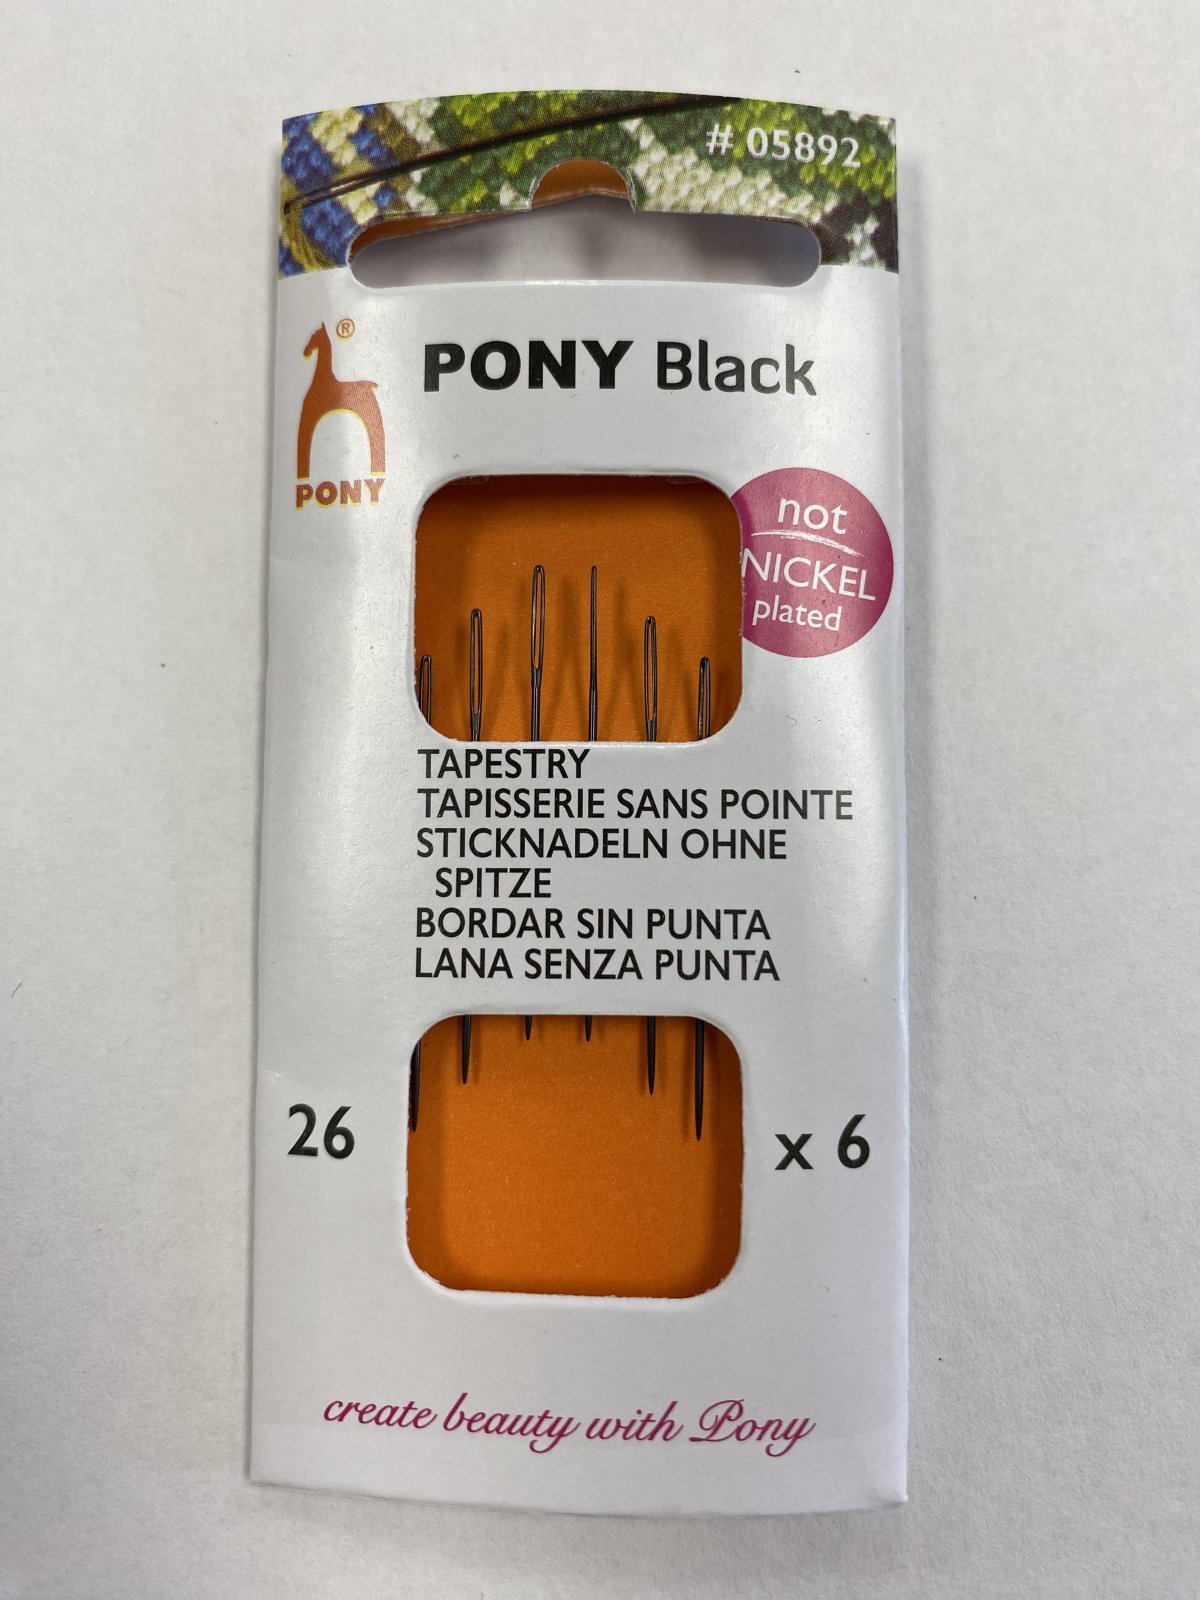 # 05892
®
PONY Black
PONY
not
NICKEL
plated
TAPESTRY
TAPISSERIE SANS POINTE
STICKNADELN OHNE
SPITZE
BORDAR SIN PUNTA
LANA SENZA PUNTA
26
x 6
create beauty with Pony